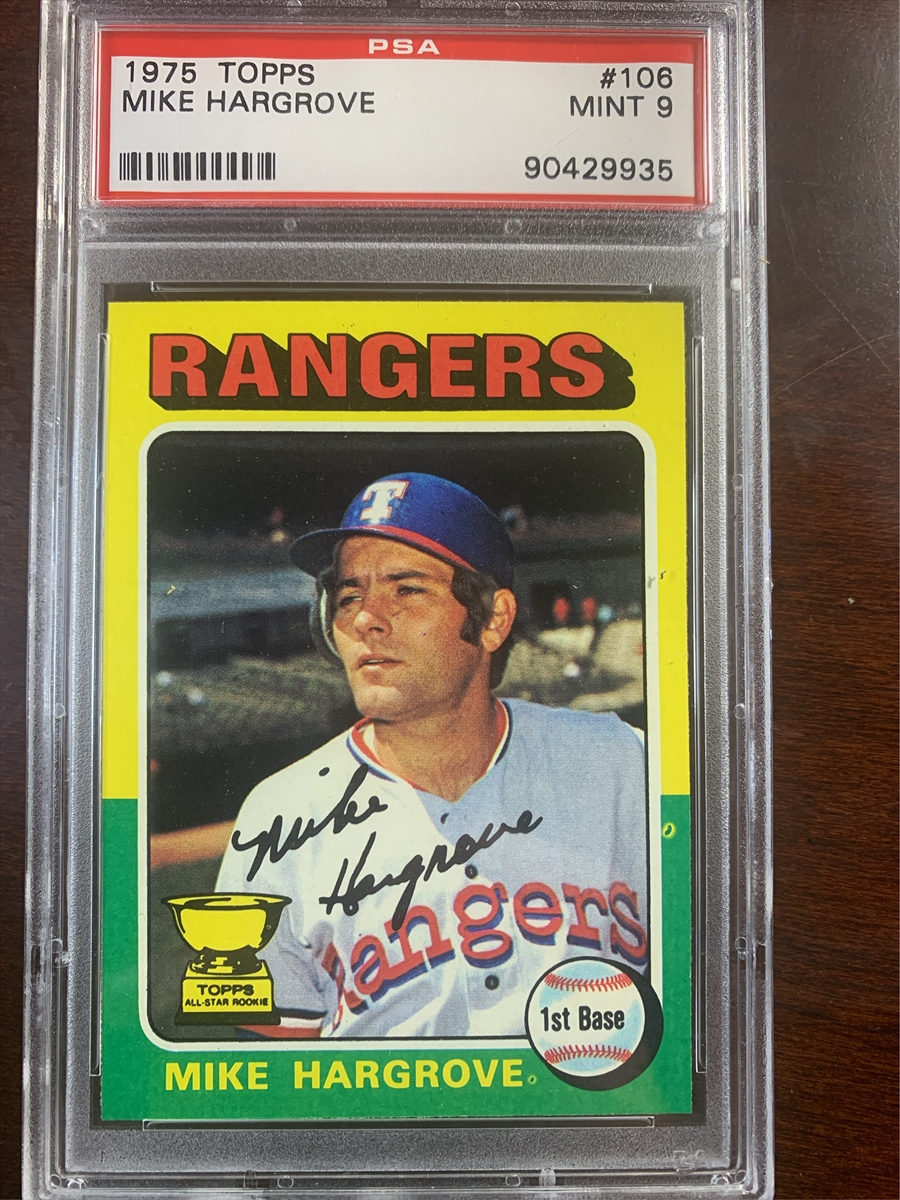 PSA
1975 TOPPS #106
MIKE HARGROVE MINT 9
90429935
RANGERS
T
Mike
Hargrove
Rangers
TOPPS
ALL-STAR ROOKIE
1st Base
MIKE HARGROVE